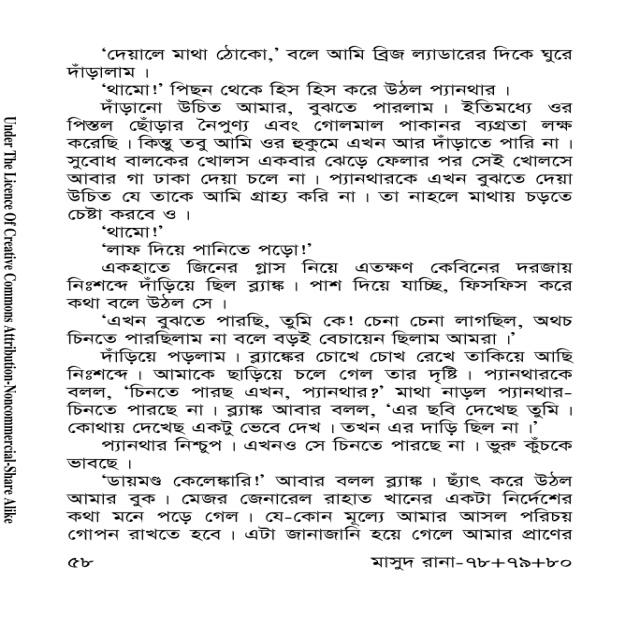 ‘দেয়ালে মাথা ঠোকো,’ বলে আমি ব্রিজ ল্যাডারের দিকে ঘুরে
দাঁড়ালাম।
‘থামো!’ পিছন থেকে হিস হিস করে উঠল প্যানথার।
দাঁড়ানো উচিত আমার, বুঝতে পারলাম। ইতিমধ্যে ওর
পিস্তল ছোঁড়ার নৈপুণ্য এবং গোলমাল পাকানর ব্যগ্রতা লক্ষ
করেছি। কিন্তু তবু আমি ওর হুকুমে এখন আর দাঁড়াতে পারি না।
সুবোধ বালকের খোলস একবার ঝেড়ে ফেলার পর সেই খোলসে
আবার গা ঢাকা দেয়া চলে না। প্যানথারকে এখন বুঝতে দেয়া
উচিত যে তাকে আমি গ্রাহ্য করি না। তা নাহলে মাথায় চড়তে
চেষ্টা করবে ও।
‘থামো!’
‘লাফ দিয়ে পানিতে পড়ো!’
একহাতে জিনের গ্লাস নিয়ে এতক্ষণ কেবিনের দরজায়
নিঃশব্দে দাঁড়িয়ে ছিল ব্ল্যাঙ্ক। পাশ দিয়ে যাচ্ছি, ফিসফিস করে
কথা বলে উঠল সে।
‘এখন বুঝতে পারছি, তুমি কে! চেনা চেনা লাগছিল, অথচ
চিনতে পারছিলাম না বলে বড়ই বেচায়েন ছিলাম আমরা।’
দাঁড়িয়ে পড়লাম। ব্ল্যাঙ্কের চোখে চোখ রেখে তাকিয়ে আছি
নিঃশব্দে। আমাকে ছাড়িয়ে চলে গেল তার দৃষ্টি। প্যানথারকে
বলল, ‘চিনতে পারছ এখন, প্যানথার?’ মাথা নাড়ল প্যানথার-
চিনতে পারছে না। ব্ল্যাঙ্ক আবার বলল, ‘এর ছবি দেখেছ তুমি।
কোথায় দেখেছ একটু ভেবে দেখ। তখন এর দাড়ি ছিল না।’
প্যানথার নিশ্চুপ। এখনও সে চিনতে পারছে না। ভুরু কুঁচকে
ভাবছে।
‘ডায়মণ্ড কেলেঙ্কারি!’ আবার বলল ব্ল্যাঙ্ক। ছ্যাঁৎ করে উঠল
আমার বুক। মেজর জেনারেল রাহাত খানের একটা নির্দেশের
কথা মনে পড়ে গেল। যে-কোন মূল্যে আমার আসল পরিচয়
গোপন রাখতে হবে। এটা জানাজানি হয়ে গেলে আমার প্রাণের
৫৮ মাসুদ রানা-৭৮+৭৯+৮০
Under The Licence Of Creative Commons Attribution-Noncommercial-Share Alike